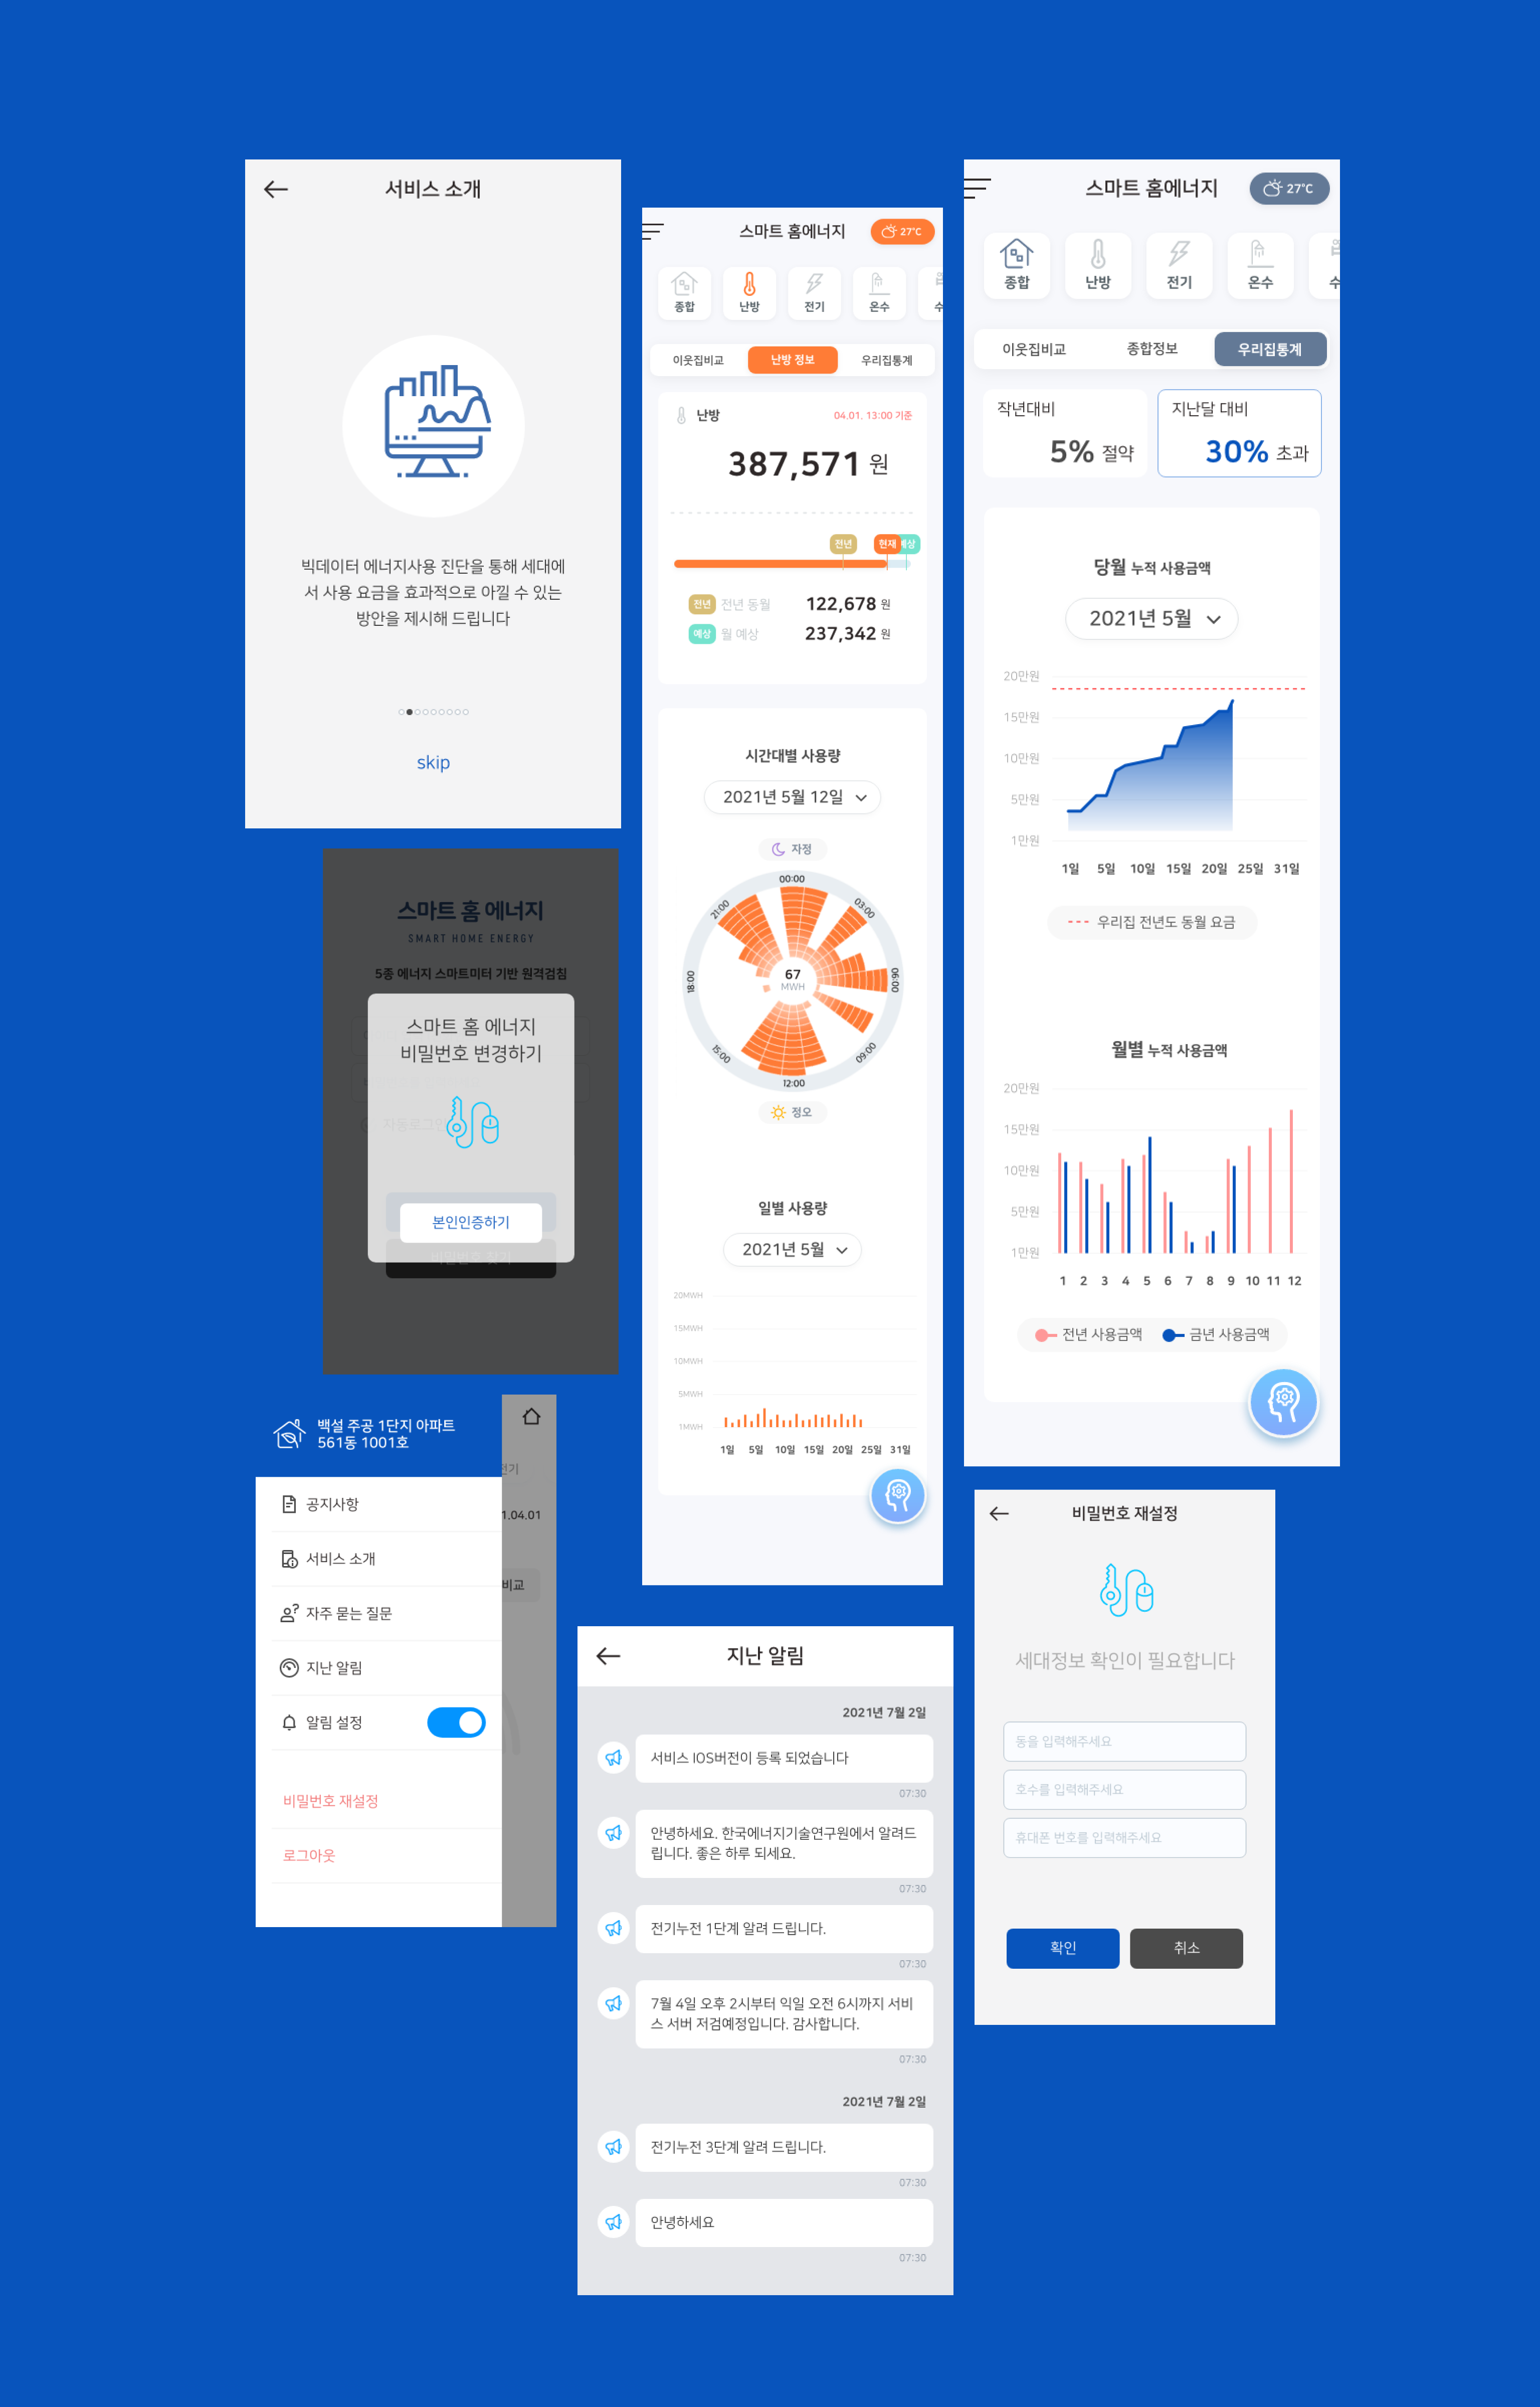 서비스 소개
빅데이터 에너지사용 진단을 통해 세대에
서 사용 요금을 효과적으로 아낄 수 있는
방안을 제시해 드립니다
skip
스마트 홈 에너지
SMART HOME ENERGY
5종 에너지 스마트미터 기반 원격검침
스마트 홈 에너지
비밀번호 변경하기
자동로그인
본인인증하기
비밀번호 찾기
백설 주공 1단지 아파트
561동 1001호
공지사항
서비스 소개
자주 묻는 질문
지난 알림
알림 설정
비밀번호 재설정
로그아웃
전기
1.04.01
비교
스마트 홈에너지
27°C
종합
난방
전기
온수
수
이웃집비교
난방 정보
우리집통계
난방
04.01. 13:00 기준
387,571 원
전년
현재
예상
전년 전년 동월 122,678 원
예상 월 예상 237,342 원
시간대별 사용량
2021년 5월 12일
자정
00:00
03:00
06:00
09:00
12:00
15:00
18:00
21:00
67
MWH
정오
일별 사용량
2021년 5월
20MWH
15MWH
10MWH
5MWH
1MWH
1일 5일 10일 15일 20일 25일 31일
스마트 홈에너지
27°C
종합
난방
전기
온수
수
이웃집비교
종합정보
우리집통계
작년대비
5% 절약
지난달 대비
30% 초과
당월 누적 사용금액
2021년 5월
20만원
15만원
10만원
5만원
1만원
1일 5일 10일 15일 20일 25일 31일
우리집 전년도 동월 요금
월별 누적 사용금액
20만원
15만원
10만원
5만원
1만원
1 2 3 4 5 6 7 8 9 10 11 12
전년 사용금액
금년 사용금액
지난 알림
2021년 7월 2일
서비스 IOS버전이 등록 되었습니다
07:30
안녕하세요. 한국에너지기술연구원에서 알려드
립니다. 좋은 하루 되세요.
07:30
전기누전 1단계 알려 드립니다.
07:30
7월 4일 오후 2시부터 익일 오전 6시까지 서비
스 서버 저검예정입니다. 감사합니다.
07:30
2021년 7월 2일
전기누전 3단계 알려 드립니다.
07:30
안녕하세요
07:30
비밀번호 재설정
세대정보 확인이 필요합니다
동을 입력해주세요
호수를 입력해주세요
휴대폰 번호를 입력해주세요
확인
취소